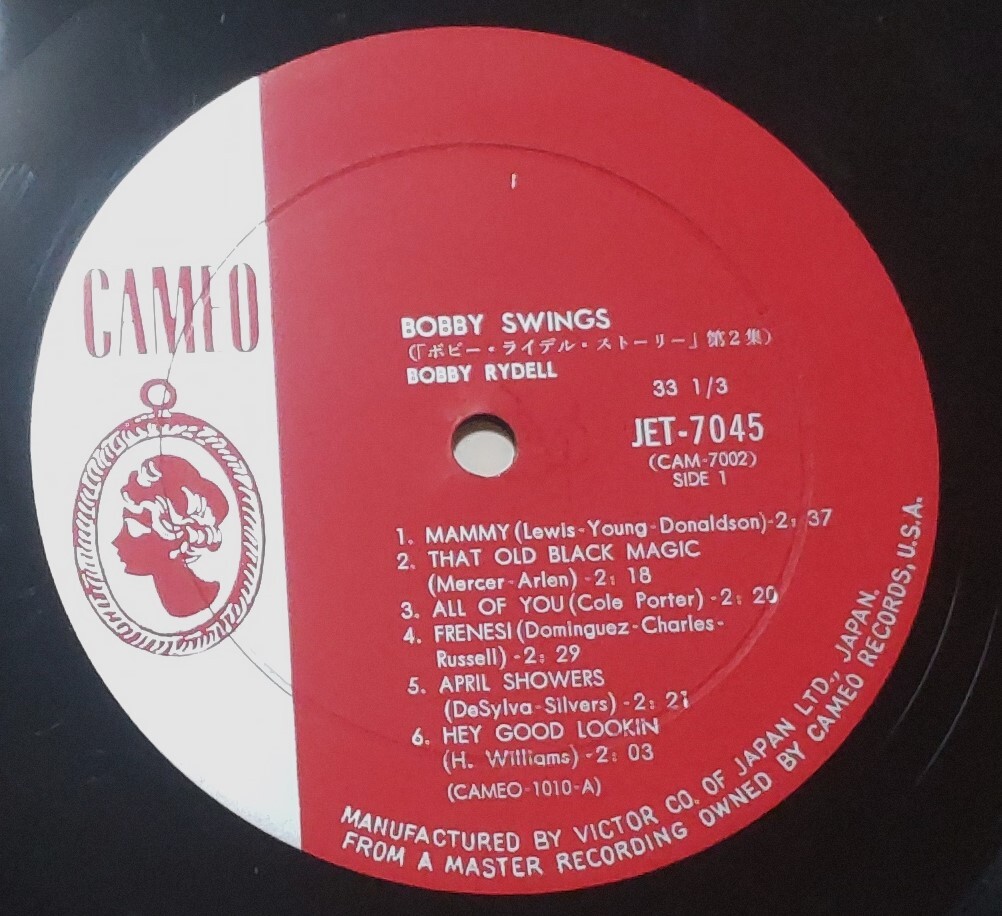 CAMEO
BOBBY SWINGS
(「ボビー・ライデル・ストーリー」第2集)
BOBBY RYDELL
33 1/3
JET-7045
(CAM-7002)
SIDE 1
1. MAMMY (Lewis-Young-Donaldson)-2:37
2. THAT OLD BLACK MAGIC
(Mercer-Arlen)-2:18
3. ALL OF YOU (Cole Porter)-2:20
4. FRENESI (Dominguez-Charles-
Russell)-2:29
5. APRIL SHOWERS
(DeSylva-Silvers)-2:21
6. HEY GOOD LOOKIN
(H. Williams)-2:03
(CAMEO-1010-A)
MANUFACTURED BY VICTOR CO. OF JAPAN LTD., JAPAN.
FROM A MASTER RECORDING OWNED BY CAMEO RECORDS, U.S.A.